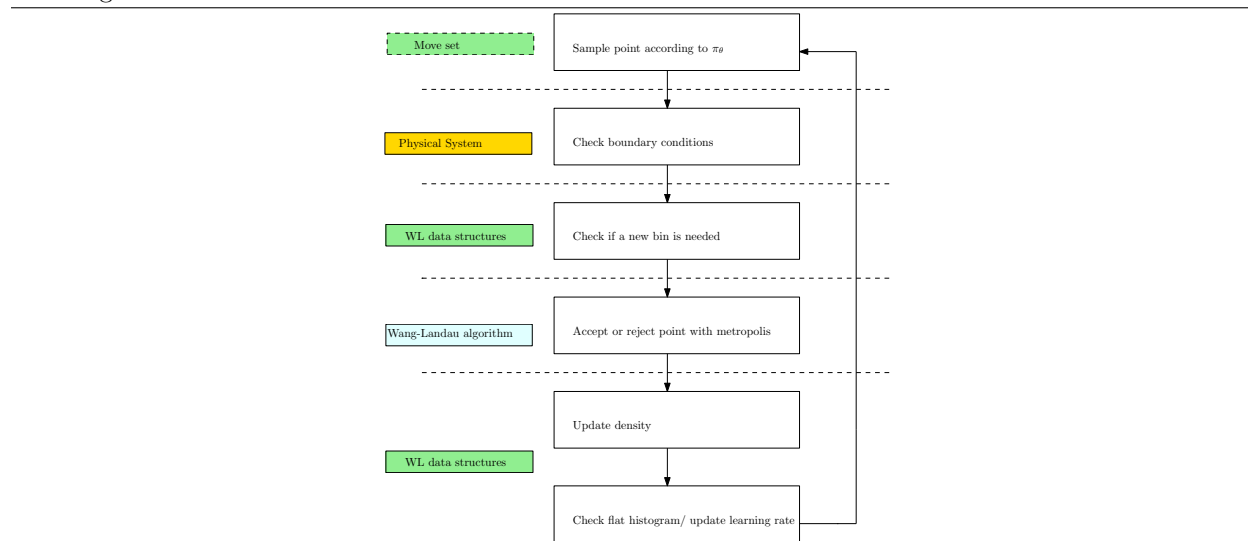 Move set
Sample point according to πθ
Physical System
Check boundary conditions
WL data structures
Check if a new bin is needed
Wang-Landau algorithm
Accept or reject point with metropolis
Update density
WL data structures
Check flat histogram/ update learning rate